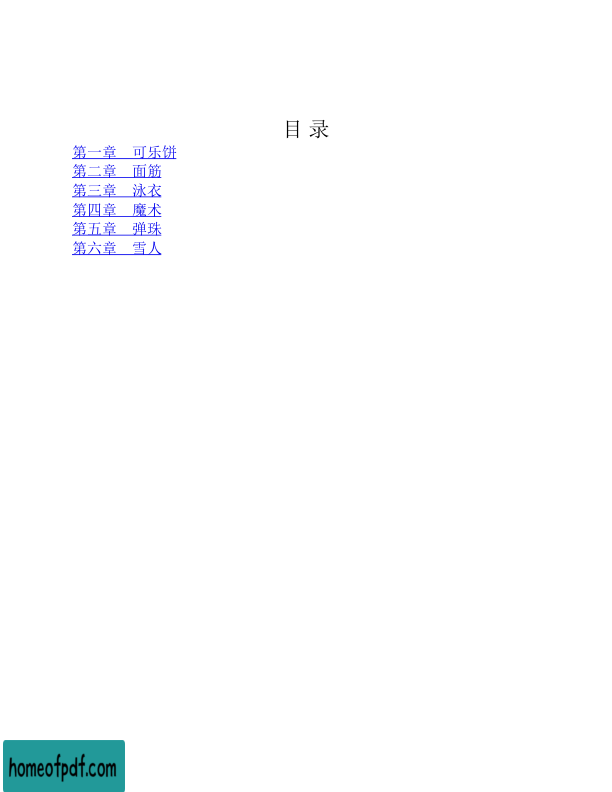 目 录
第一章　可乐饼
第二章　面筋
第三章　泳衣
第四章　魔术
第五章　弹珠
第六章　雪人
homeofpdf.com